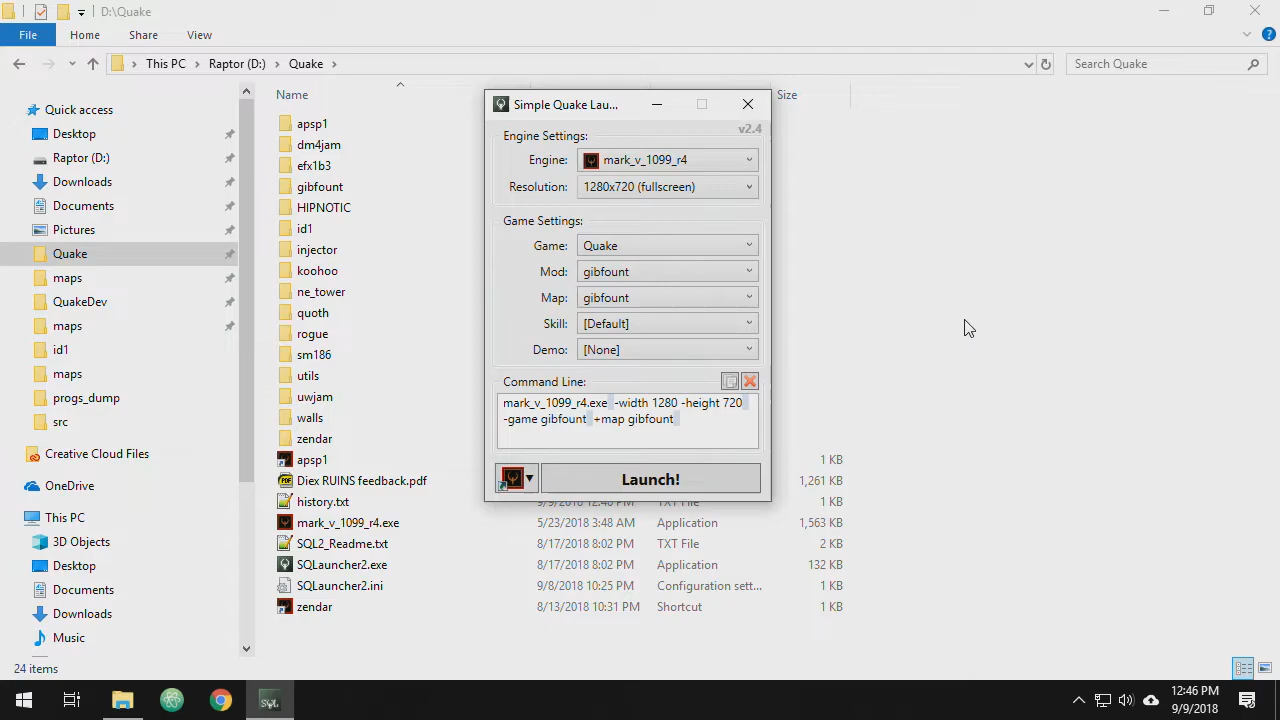 D:\Quake
File Home Share View
This PC Raptor (D:) Quake
Search Quake
Name Size
Quick access
Desktop
Raptor (D:)
Downloads
Documents
Pictures
Quake
maps
QuakeDev
maps
id1
maps
progs_dump
src
Creative Cloud Files
OneDrive
This PC
3D Objects
Desktop
Documents
Downloads
Music
apsp1
dm4jam
efx1b3
gibfount
HIPNOTIC
id1
injector
koohoo
ne_tower
quoth
rogue
sm186
utils
uwjam
walls
zendar
apsp1 1 KB
Diex RUINS feedback.pdf 1,261 KB
history.txt 9/9/2018 12:46 PM TXT File 1 KB
mark_v_1099_r4.exe 5/23/2018 3:48 AM Application 1,563 KB
SQL2_Readme.txt 8/17/2018 8:02 PM TXT File 2 KB
SQLauncher2.exe 8/17/2018 8:02 PM Application 132 KB
SQLauncher2.ini 9/8/2018 10:25 PM Configuration sett... 1 KB
zendar 8/13/2018 10:31 PM Shortcut 1 KB
Simple Quake Lau...
v2.4
Engine Settings:
Engine: mark_v_1099_r4
Resolution: 1280x720 (fullscreen)
Game Settings:
Game: Quake
Mod: gibfount
Map: gibfount
Skill: [Default]
Demo: [None]
Command Line:
mark_v_1099_r4.exe -width 1280 -height 720
-game gibfount +map gibfount
Launch!
24 items
SQL
12:46 PM
9/9/2018